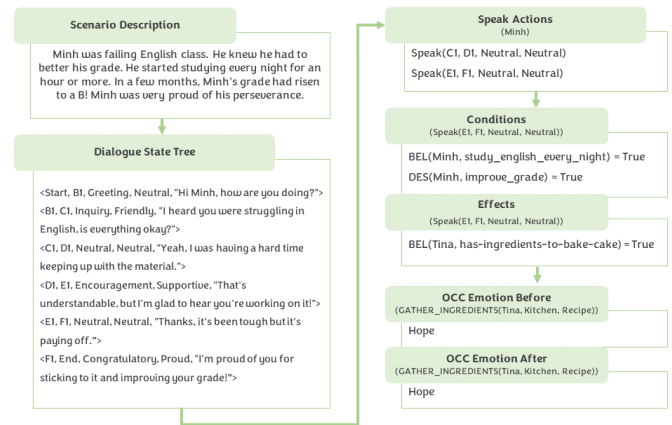 Scenario Description
Minh was failing English class. He knew he had to
better his grade. He started studying every night for an
hour or more. In a few months, Minh's grade had risen
to a B! Minh was very proud of his perseverance.
Dialogue State Tree
<Start, B1, Greeting, Neutral, "Hi Minh, how are you doing?">
<B1, C1, Inquiry, Friendly, "I heard you were struggling in
English, is everything okay?">
<C1, D1, Neutral, Neutral, "Yeah, I was having a hard time
keeping up with the material.">
<D1, E1, Encouragement, Supportive, "That's
understandable, but I'm glad to hear you're working on it!">
<E1, F1, Neutral, Neutral, "Thanks, it's been tough but it's
paying off.">
<F1, End, Congratulatory, Proud, "I'm proud of you for
sticking to it and improving your grade!">
Speak Actions
(Minh)
Speak(C1, D1, Neutral, Neutral)
Speak(E1, F1, Neutral, Neutral)
Conditions
(Speak(E1, F1, Neutral, Neutral))
BEL(Minh, study_english_every_night) = True
DES(Minh, improve_grade) = True
Effects
(Speak(E1, F1, Neutral, Neutral))
BEL(Tina, has-ingredients-to-bake-cake) = True
OCC Emotion Before
(GATHER_INGREDIENTS(Tina, Kitchen, Recipe))
Hope
OCC Emotion After
(GATHER_INGREDIENTS(Tina, Kitchen, Recipe))
Hope